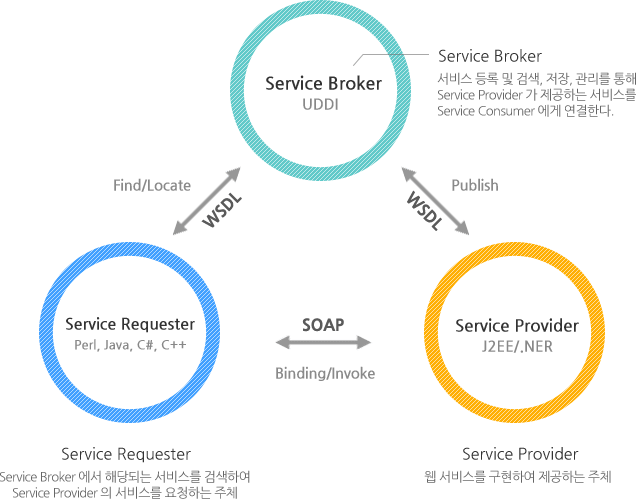 Service Broker
UDDI
Service Broker
서비스 등록 및 검색, 저장, 관리를 통해
Service Provider 가 제공하는 서비스를
Service Consumer 에게 연결한다.
Find/Locate
WSDL
Publish
WSDL
Service Requester
Perl, Java, C#, C++
SOAP
Binding/Invoke
Service Provider
J2EE/.NER
Service Requester
Service Broker 에서 해당되는 서비스를 검색하여
Service Provider 의 서비스를 요청하는 주체
Service Provider
웹 서비스를 구현하여 제공하는 주체